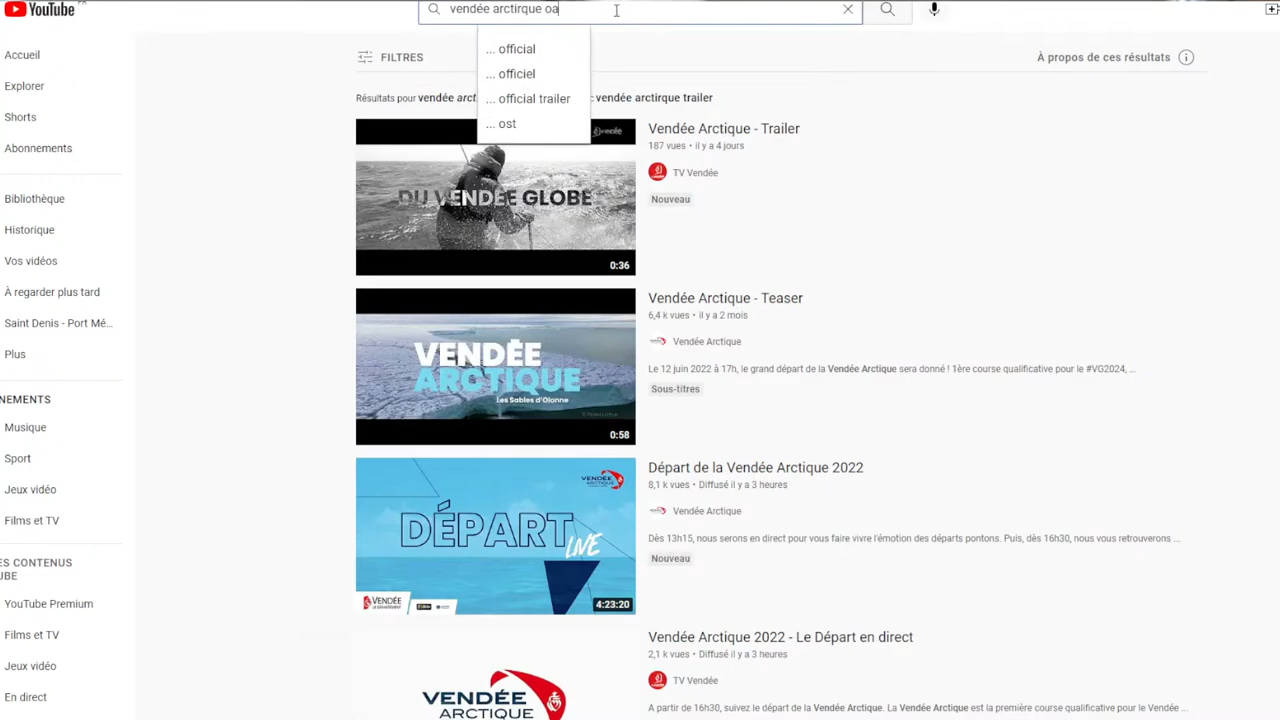 YouTube
vendée arctirque oa
FILTRES
À propos de ces résultats
... official
... officiel
... official trailer
... ost
Accueil
Explorer
Shorts
Abonnements
Bibliothèque
Historique
Vos vidéos
À regarder plus tard
Saint Denis - Port Mé...
Plus
NEMENTS
Musique
Sport
Jeux vidéo
Films et TV
ES CONTENUS
UBE
YouTube Premium
Films et TV
Jeux vidéo
En direct
Résultats pour vendée arct vendée arctirque trailer
DU VENDÉE GLOBE
0:36
Vendée Arctique - Trailer
187 vues • il y a 4 jours
TV Vendée
Nouveau
VENDÉE
ARCTIQUE
Les Sables d'Olonne
0:58
Vendée Arctique - Teaser
6,4 k vues • il y a 2 mois
Vendée Arctique
Le 12 juin 2022 à 17h, le grand départ de la Vendée Arctique sera donné ! 1ère course qualificative pour le #VG2024, ...
Sous-titres
VENDÉE
ARCTIQUE
DÉPART
LIVE
VENDÉE
4:23:20
Départ de la Vendée Arctique 2022
8,1 k vues • Diffusé il y a 3 heures
Vendée Arctique
Dès 13h15, nous serons en direct pour vous faire vivre l'émotion des départs pontons. Puis, dès 16h30, nous vous retrouverons ...
Nouveau
VENDÉE
ARCTIQUE
Vendée Arctique 2022 - Le Départ en direct
2,1 k vues • Diffusé il y a 3 heures
TV Vendée
A partir de 16h30, suivez le départ de la Vendée Arctique. La Vendée Arctique est la première course qualificative pour le Vendée ...